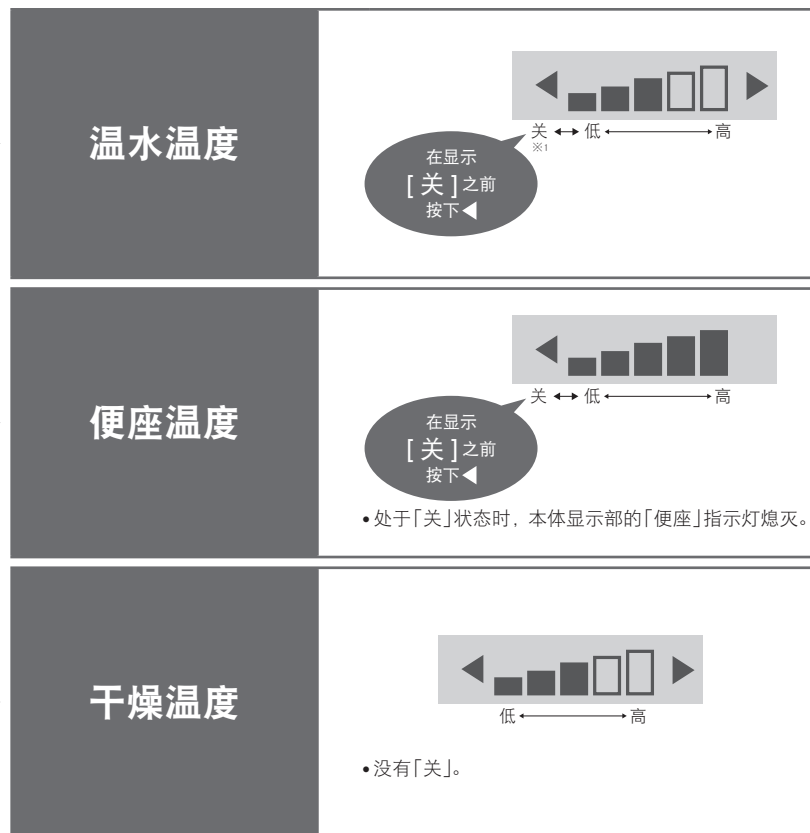 温水温度
关 ↔ 低 ↔ 高
※1
在显示
[关]之前
按下◀
便座温度
关 ↔ 低 ↔ 高
在显示
[关]之前
按下◀
•处于「关」状态时，本体显示部的「便座」指示灯熄灭。
干燥温度
低 ↔ 高
•没有「关」。